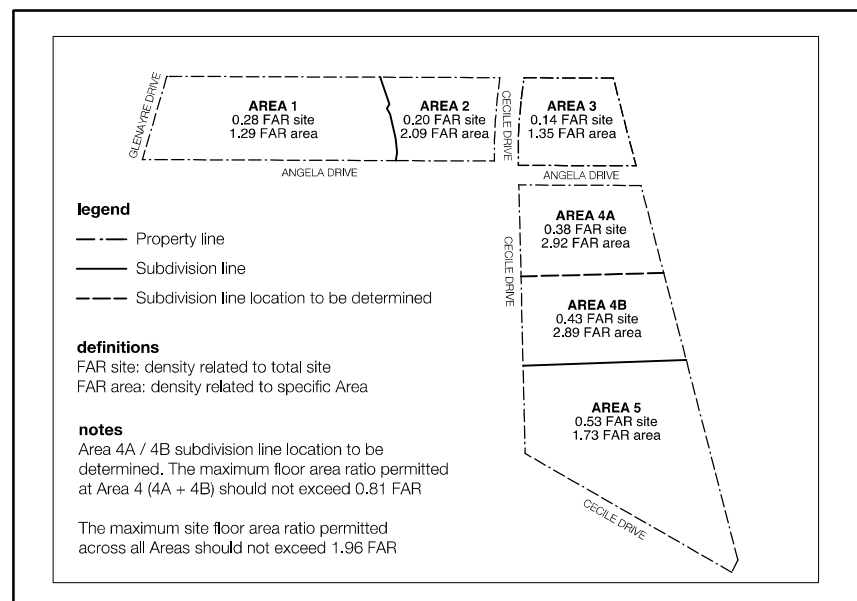 GLENAYRE DRIVE
AREA 1
0.28 FAR site
1.29 FAR area
AREA 2
0.20 FAR site
2.09 FAR area
CECILE DRIVE
AREA 3
0.14 FAR site
1.35 FAR area
ANGELA DRIVE
ANGELA DRIVE
legend
Property line
Subdivision line
Subdivision line location to be determined
definitions
FAR site: density related to total site
FAR area: density related to specific Area
notes
Area 4A / 4B subdivision line location to be
determined. The maximum floor area ratio permitted
at Area 4 (4A + 4B) should not exceed 0.81 FAR
The maximum site floor area ratio permitted
across all Areas should not exceed 1.96 FAR
CECILE DRIVE
AREA 4A
0.38 FAR site
2.92 FAR area
AREA 4B
0.43 FAR site
2.89 FAR area
AREA 5
0.53 FAR site
1.73 FAR area
CECILE DRIVE